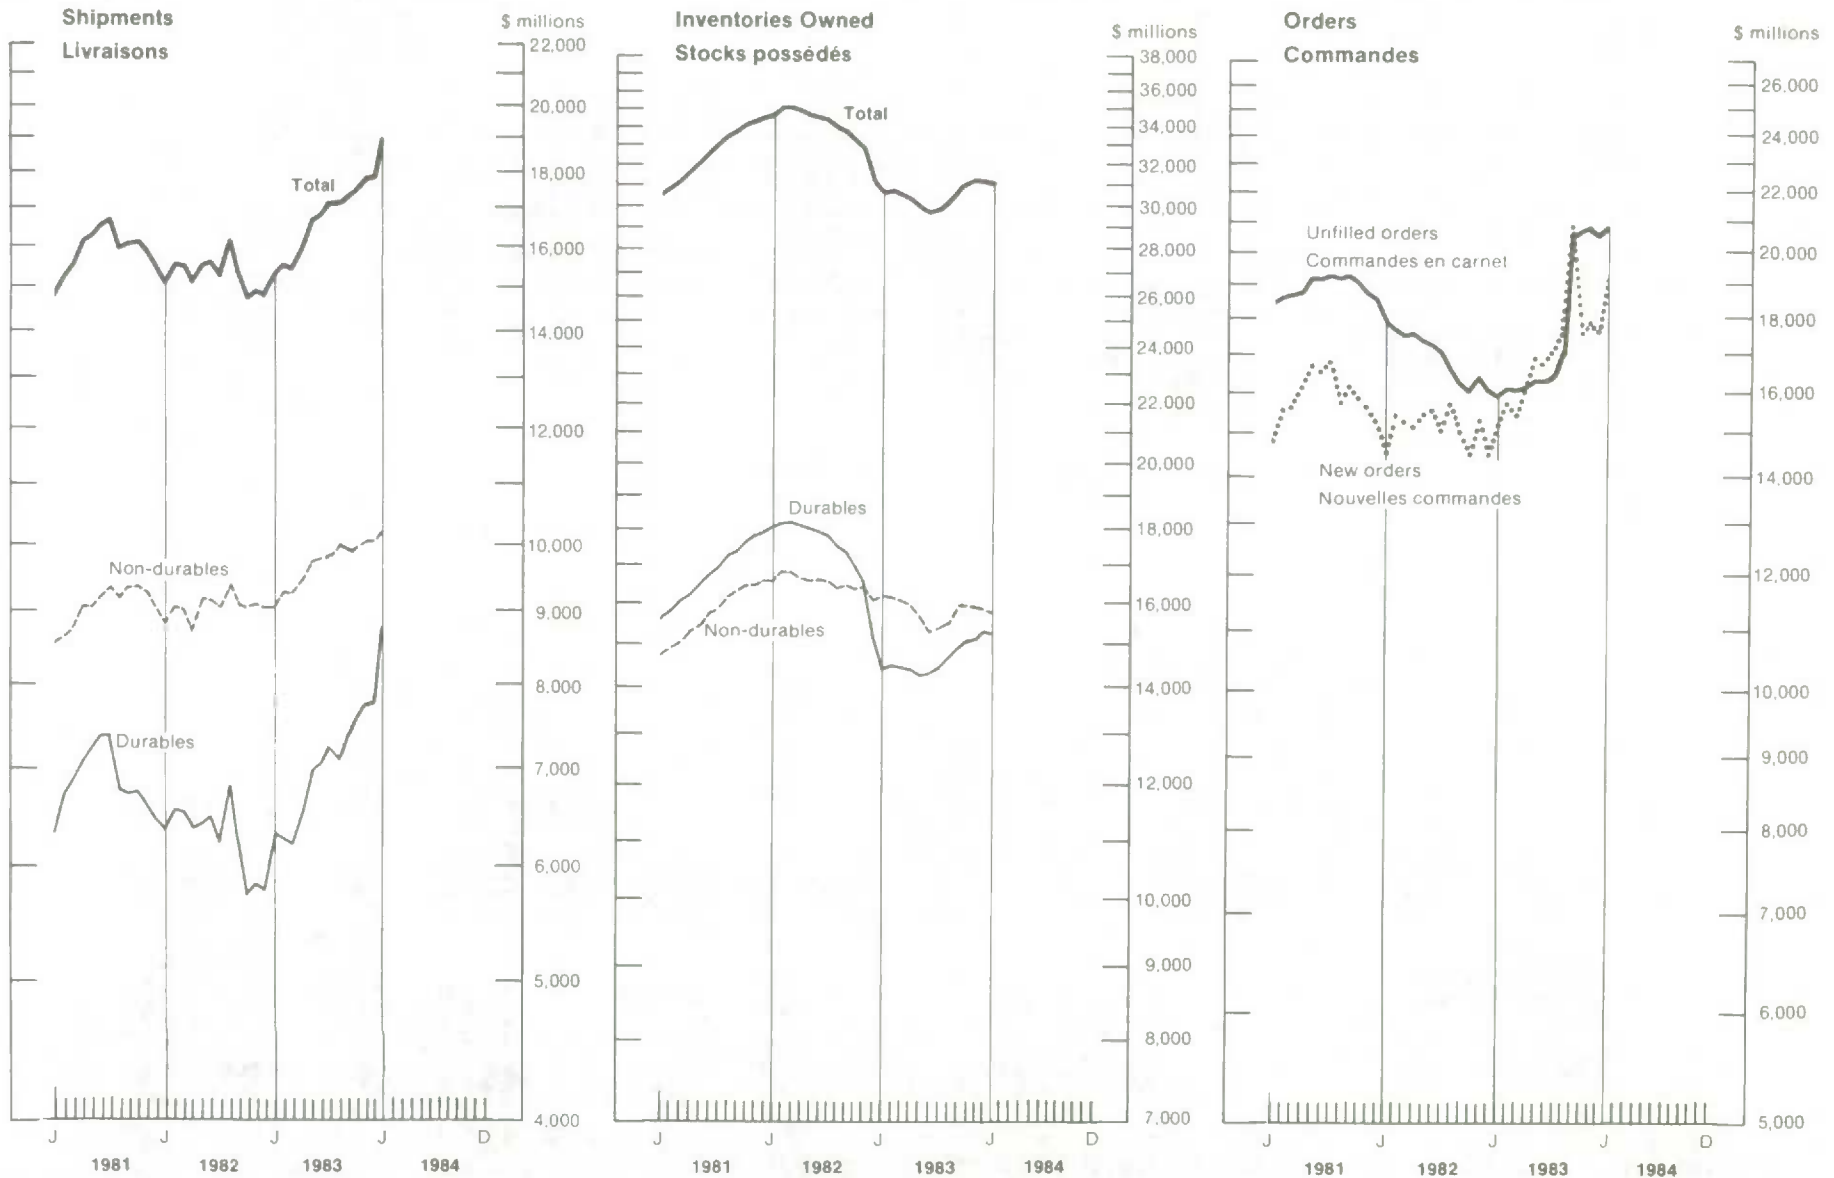 Shipments
Livraisons
$ millions
22,000
20,000
18,000
16,000
14,000
12,000
10,000
9,000
8,000
7,000
6,000
5,000
4,000
Total
Non-durables
Durables
J J J J D
1981 1982 1983 1984
Inventories Owned
Stocks possédés
$ millions
38,000
36,000
34,000
32,000
30,000
28,000
26,000
24,000
22,000
20,000
18,000
16,000
14,000
12,000
10,000
9,000
8,000
7,000
Total
Durables
Non-durables
J J J J D
1981 1982 1983 1984
Orders
Commandes
$ millions
26,000
24,000
22,000
20,000
18,000
16,000
14,000
12,000
10,000
9,000
8,000
7,000
6,000
5,000
Unfilled orders
Commandes en carnet
New orders
Nouvelles commandes
J J J J D
1981 1982 1983 1984